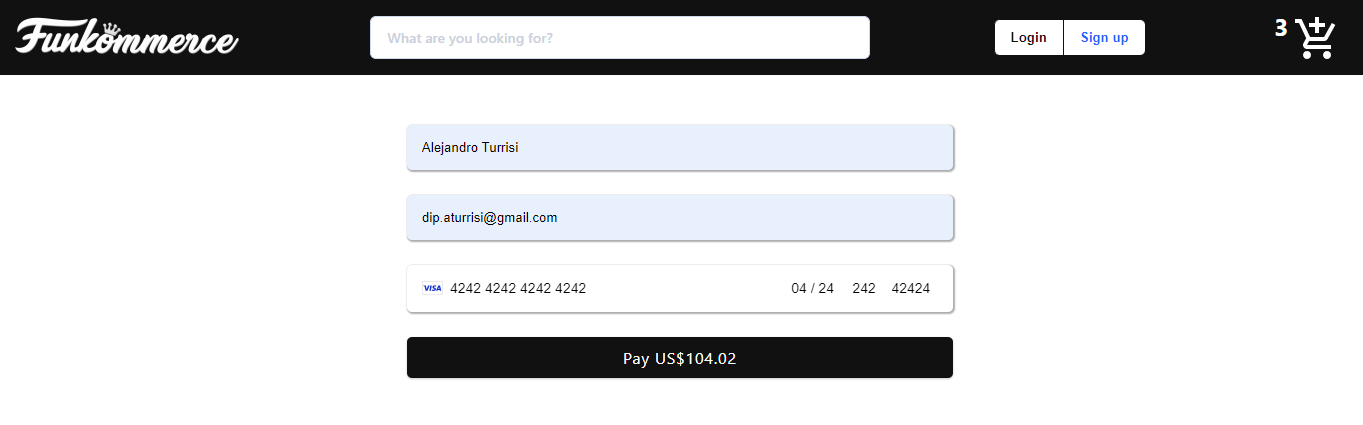 Funkommerce What are you looking for? Login Sign up 3
Alejandro Turrisi
dip.aturrisi@gmail.com
VISA 4242 4242 4242 4242 04 / 24 242 42424
Pay US$104.02